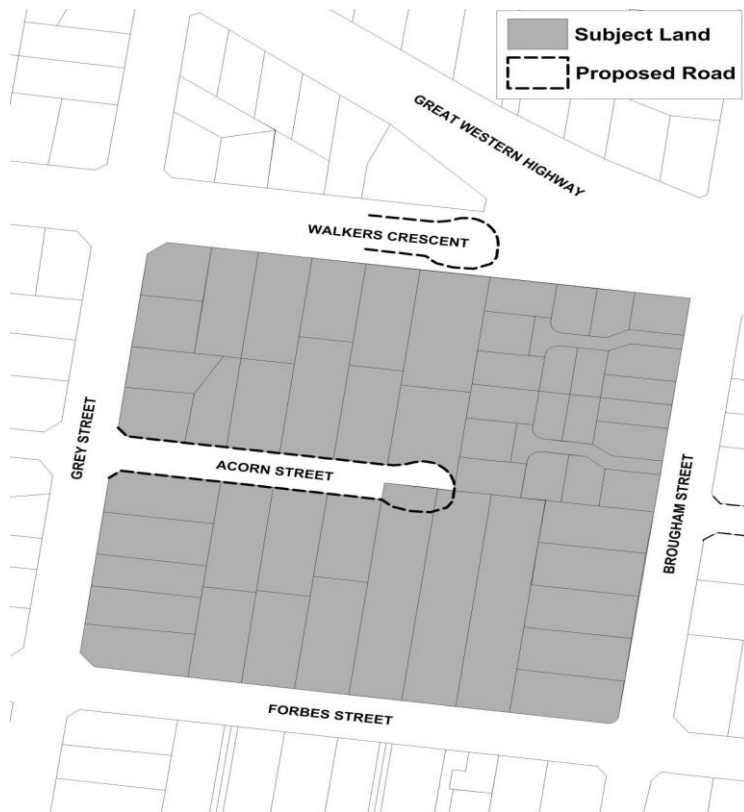 Subject Land
Proposed Road
GREAT WESTERN HIGHWAY
WALKERS CRESCENT
GREY STREET
ACORN STREET
BROUGHAM STREET
FORBES STREET